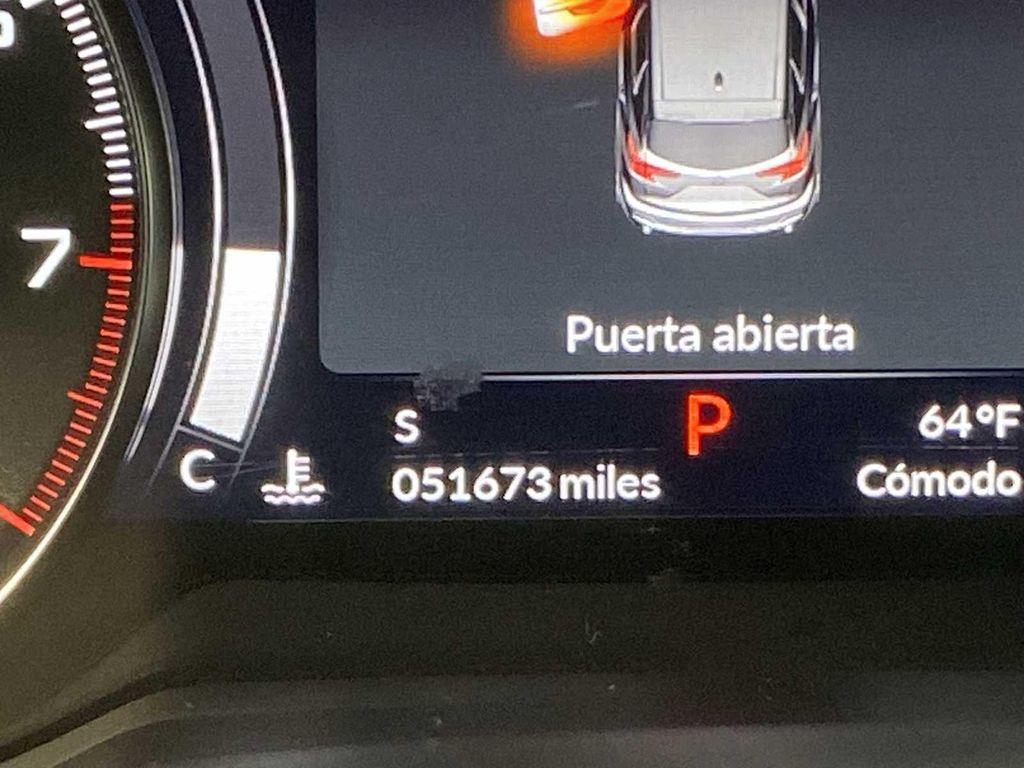 7
Puerta abierta
S
P
64°F
C
051673 miles
Cómodo